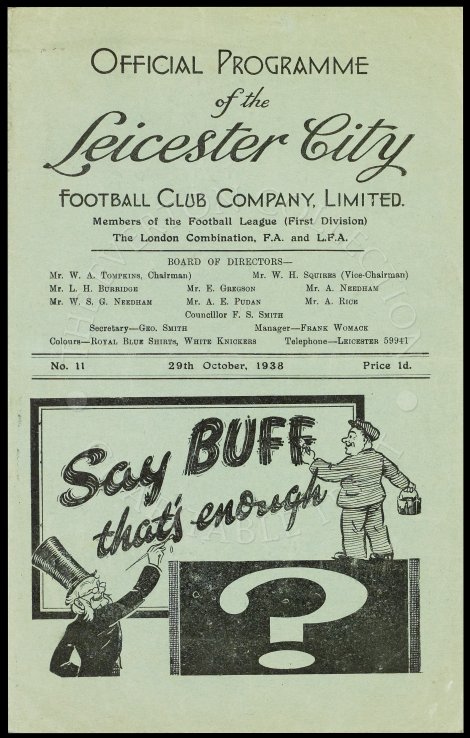 OFFICIAL PROGRAMME
of the
Leicester City
FOOTBALL CLUB COMPANY, LIMITED.
Members of the Football League (First Division)
The London Combination, F.A. and L.F.A.
BOARD OF DIRECTORS—
Mr. W. A. TOMPKINS, Chairman) Mr. W. H. SQUIRES (Vice-Chairman)
Mr. L. H. BURRIDGE Mr. E. GREGSON Mr. A. NEEDHAM
Mr. W. S. G. NEEDHAM Mr. A. E. PUDAN Mr. A. RICE
Councillor F. S. SMITH
Secretary—GEO. SMITH Manager—FRANK WOMACK
Colours—ROYAL BLUE SHIRTS, WHITE KNICKERS Telephone—LEICESTER 59941
No. 11 29th October, 1938 Price 1d.
Say BUFF
that's enough
?